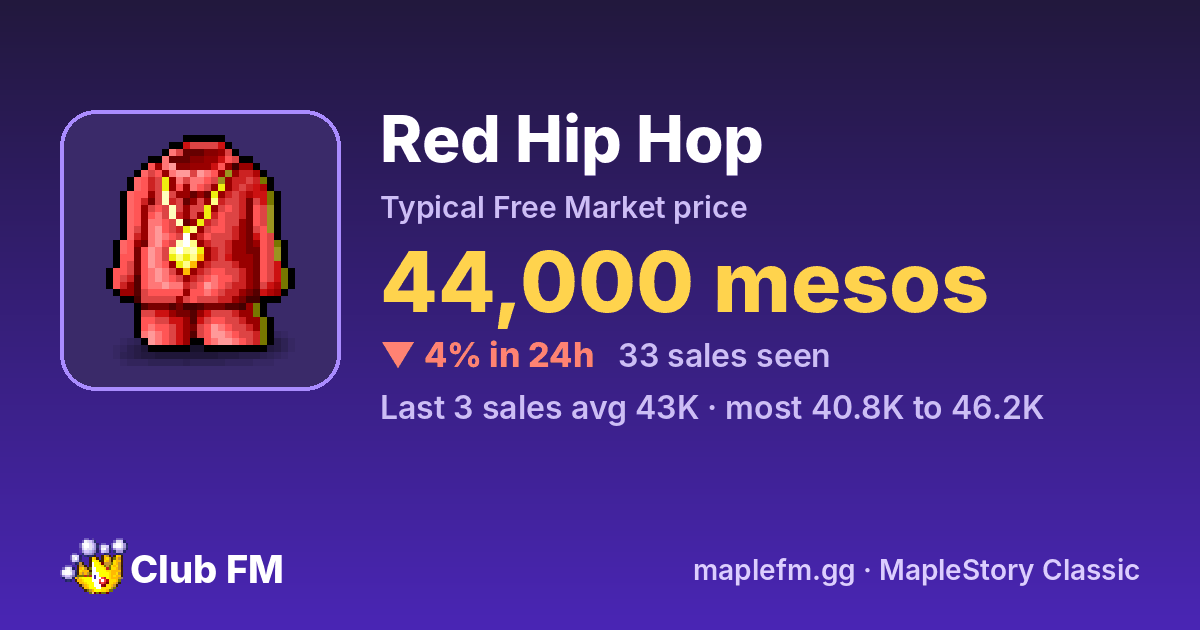 Red Hip Hop
Typical Free Market price
44,000 mesos
▼ 4% in 24h 33 sales seen
Last 3 sales avg 43K · most 40.8K to 46.2K
Club FM
maplefm.gg · MapleStory Classic